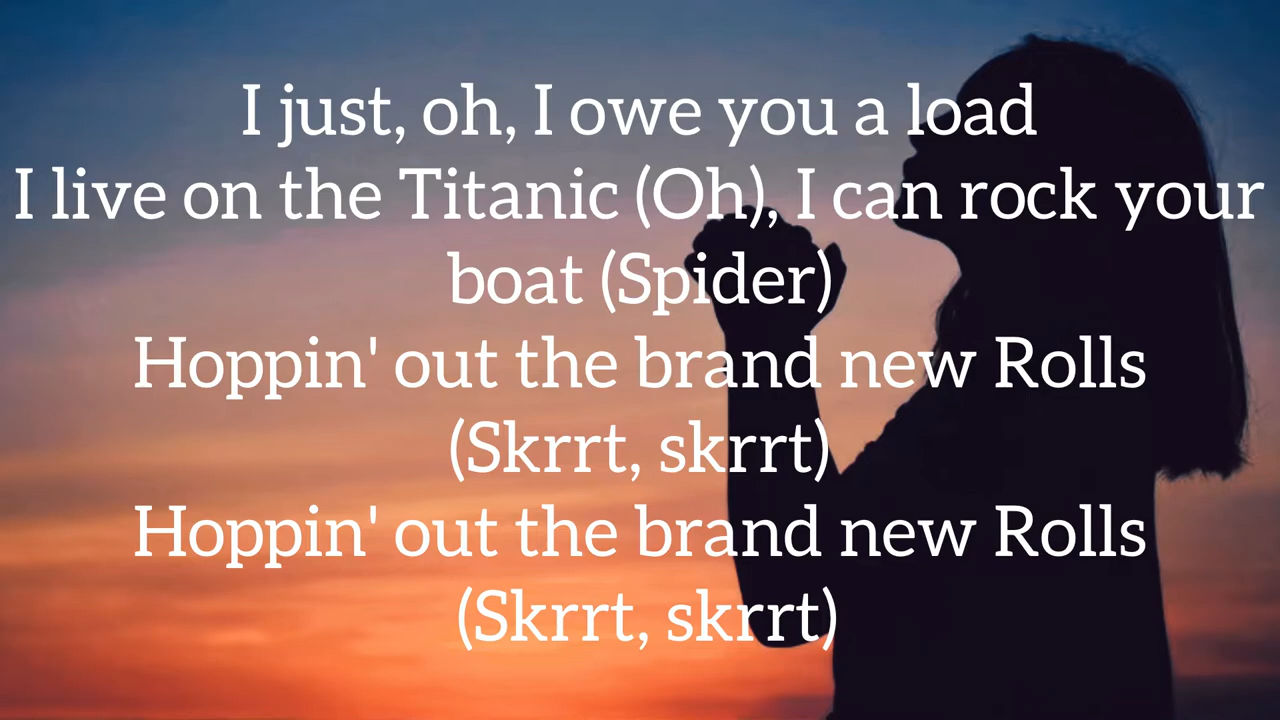 I just, oh, I owe you a load
I live on the Titanic (Oh), I can rock your
boat (Spider)
Hoppin' out the brand new Rolls
(Skrrt, skrrt)
Hoppin' out the brand new Rolls
(Skrrt, skrrt)